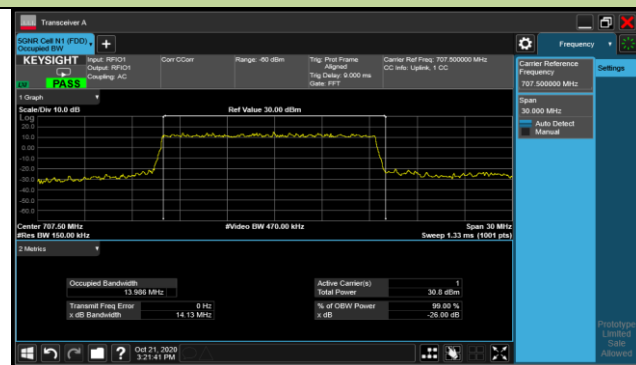 Transceiver A
5GNR Cell N1 (FDD)
Occupied BW
Frequency
KEYSIGHT
Input: RFIO1
Output: RFIO1
Coupling: AC
Corr CCorr
Range: -60 dBm
Trig: Prot Frame
Aligned
Trig Delay: 9.000 ms
Gate: FFT
Carrier Ref Freq: 707.500000 MHz
CC Info: Uplink, 1 CC
PASS
Carrier Reference
Frequency
707.500000 MHz
Settings
Span
30.000 MHz
Auto Detect
Manual
1 Graph
Scale/Div 10.0 dB
Ref Value 30.00 dBm
Log
20.0
10.0
0.00
-10.0
-20.0
-30.0
-40.0
-50.0
-60.0
Center 707.50 MHz
#Video BW 470.00 kHz
Span 30 MHz
#Res BW 150.00 kHz
Sweep 1.33 ms (1001 pts)
2 Metrics
Occupied Bandwidth
13.986 MHz
Active Carrier(s)
1
Total Power
30.8 dBm
Transmit Freq Error
0 Hz
x dB Bandwidth
14.13 MHz
% of OBW Power
99.00 %
x dB
-26.00 dB
Oct 21, 2020
3:21:41 PM
Prototype
Limited
Sale
Allowed